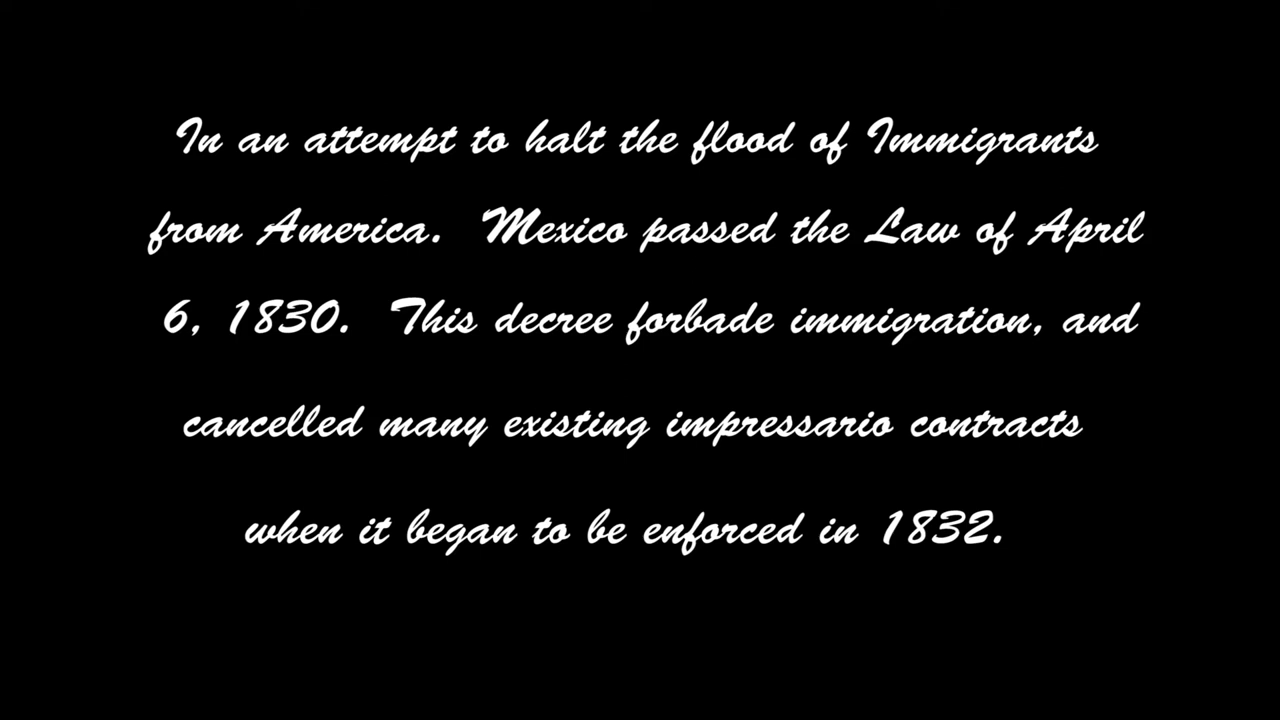 In an attempt to halt the flood of Immigrants
from America.  Mexico passed the Law of April
6, 1830.  This decree forbade immigration, and
cancelled many existing impressario contracts
when it began to be enforced in 1832.